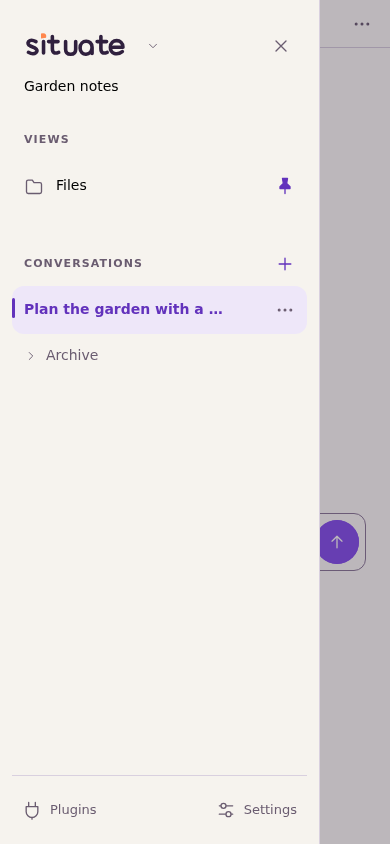 situate
Garden notes
VIEWS
Files
CONVERSATIONS
Plan the garden with a ...
Archive
Plugins
Settings